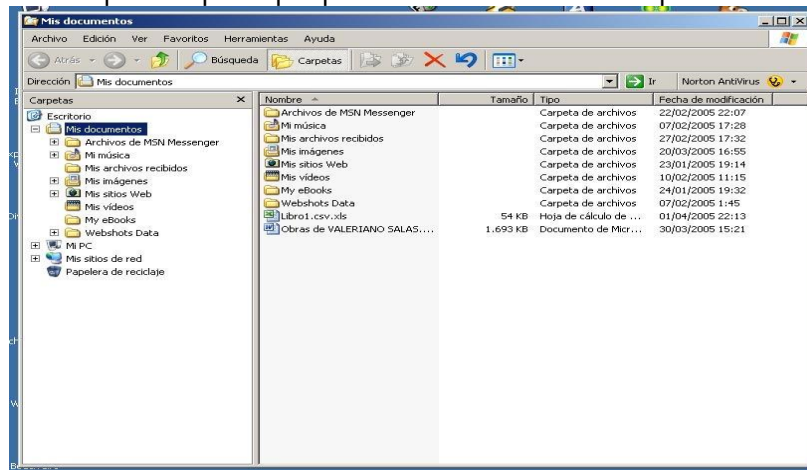 Mis documentos
Archivo Edición Ver Favoritos Herramientas Ayuda
Atrás Búsqueda Carpetas
Dirección Mis documentos Ir Norton AntiVirus
Carpetas
Escritorio
Mis documentos
Archivos de MSN Messenger
Mi música
Mis archivos recibidos
Mis imágenes
Mis sitios Web
Mis vídeos
My eBooks
Webshots Data
Mi PC
Mis sitios de red
Papelera de reciclaje
Nombre Tamaño Tipo Fecha de modificación
Archivos de MSN Messenger Carpeta de archivos 22/02/2005 22:07
Mi música Carpeta de archivos 07/02/2005 17:28
Mis archivos recibidos Carpeta de archivos 27/02/2005 17:32
Mis imágenes Carpeta de archivos 20/03/2005 16:55
Mis sitios Web Carpeta de archivos 23/01/2005 19:14
Mis vídeos Carpeta de archivos 10/02/2005 11:15
My eBooks Carpeta de archivos 24/01/2005 19:32
Webshots Data Carpeta de archivos 07/02/2005 1:45
Libro1.csv.xls 54 KB Hoja de cálculo de ... 01/04/2005 22:13
Obras de VALERIANO SALAS.... 1.693 KB Documento de Micr... 30/03/2005 15:21